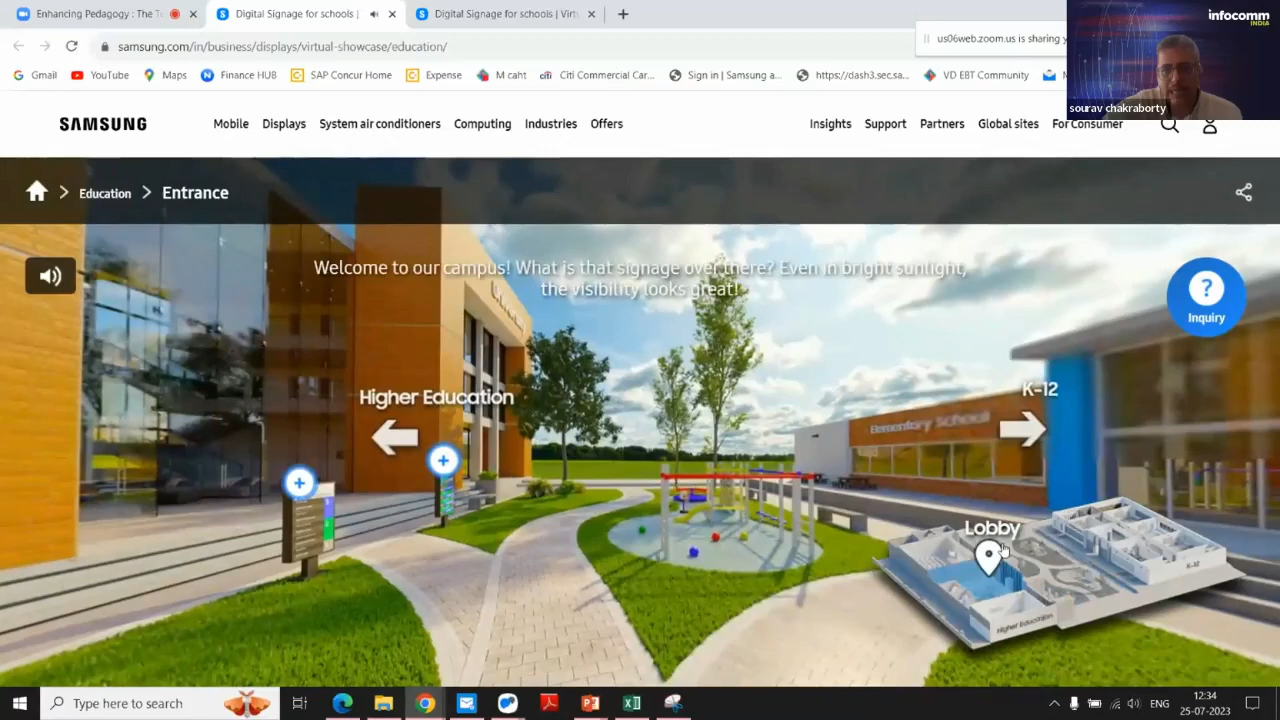 Enhancing Pedagogy : The T
Digital Signage for schools |
Digital Signage for schools | Virt
infocomm
INDIA
samsung.com/in/business/displays/virtual-showcase/education/
us06web.zoom.us is sharing
Gmail
YouTube
Maps
Finance HUB
SAP Concur Home
Expense
M caht
Citi Commercial Car...
Sign in | Samsung a...
https://dash3.sec.sa...
VD EBT Community
sourav chakraborty
SAMSUNG
Mobile
Displays
System air conditioners
Computing
Industries
Offers
Insights
Support
Partners
Global sites
For Consumer
Education
Entrance
Welcome to our campus! What is that signage over there? Even in bright sunlight,
the visibility looks great!
?
Inquiry
Higher Education
K-12
Elementary School
Lobby
K-12
Higher Education
Type here to search
ENG
12:34
25-07-2023